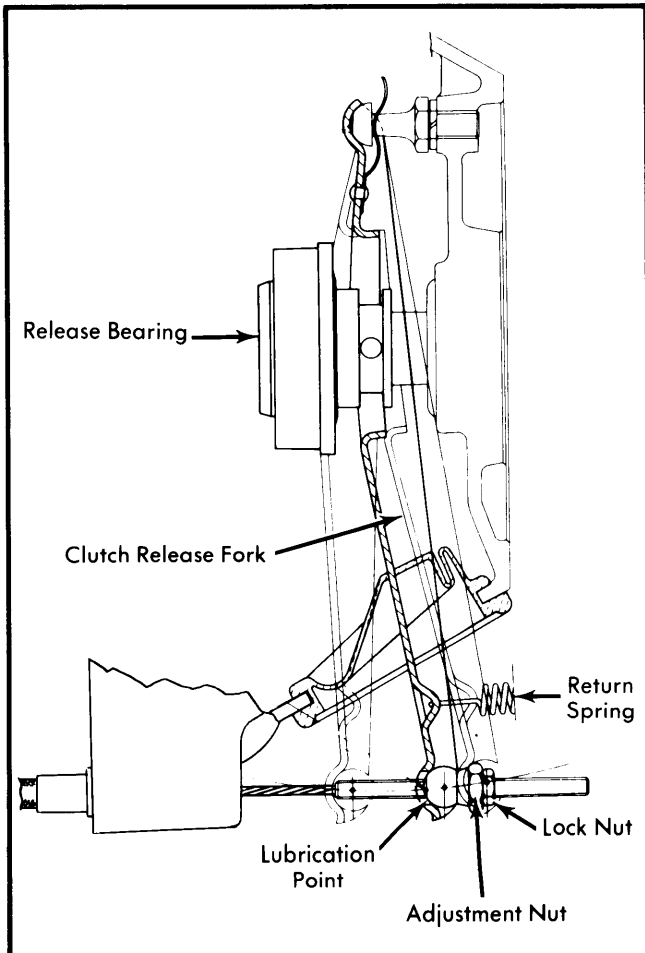 Release Bearing
Clutch Release Fork
Return
Spring
Lock Nut
Lubrication
Point
Adjustment Nut